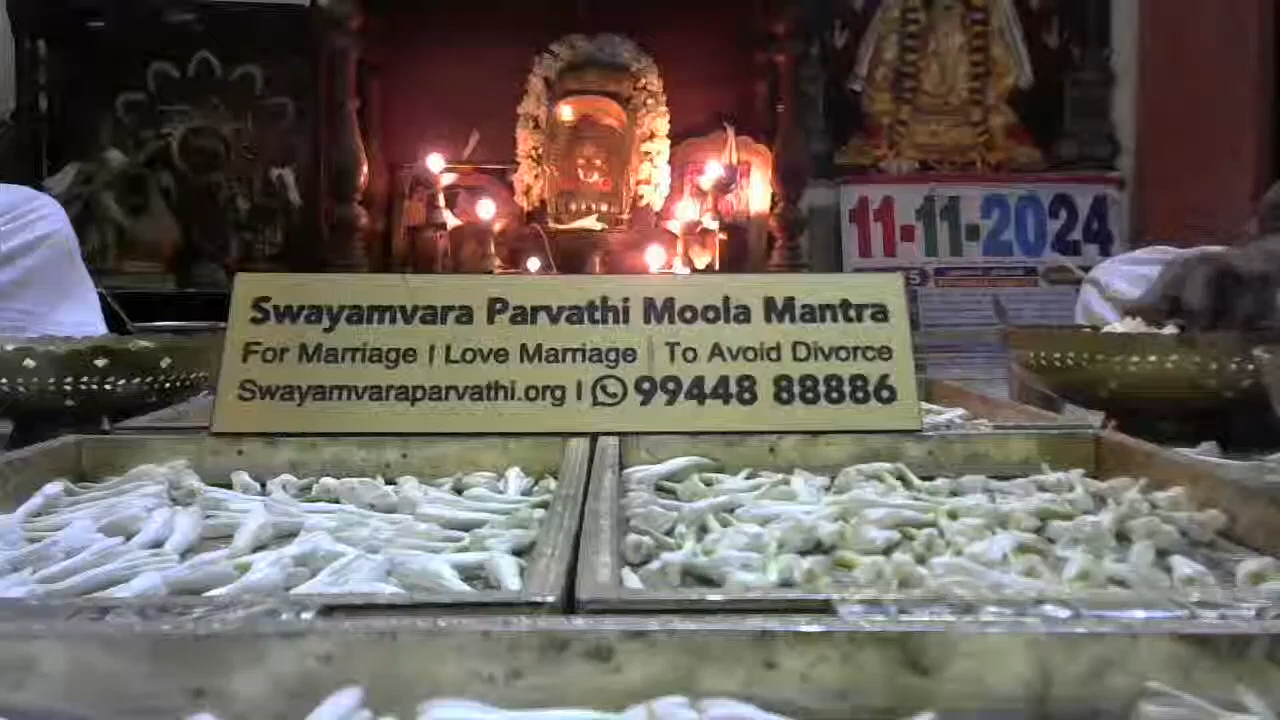 11-11-2024
Swayamvara Parvathi Moola Mantra
For Marriage | Love Marriage | To Avoid Divorce
Swayamvaraparvathi.org | 99448 88886